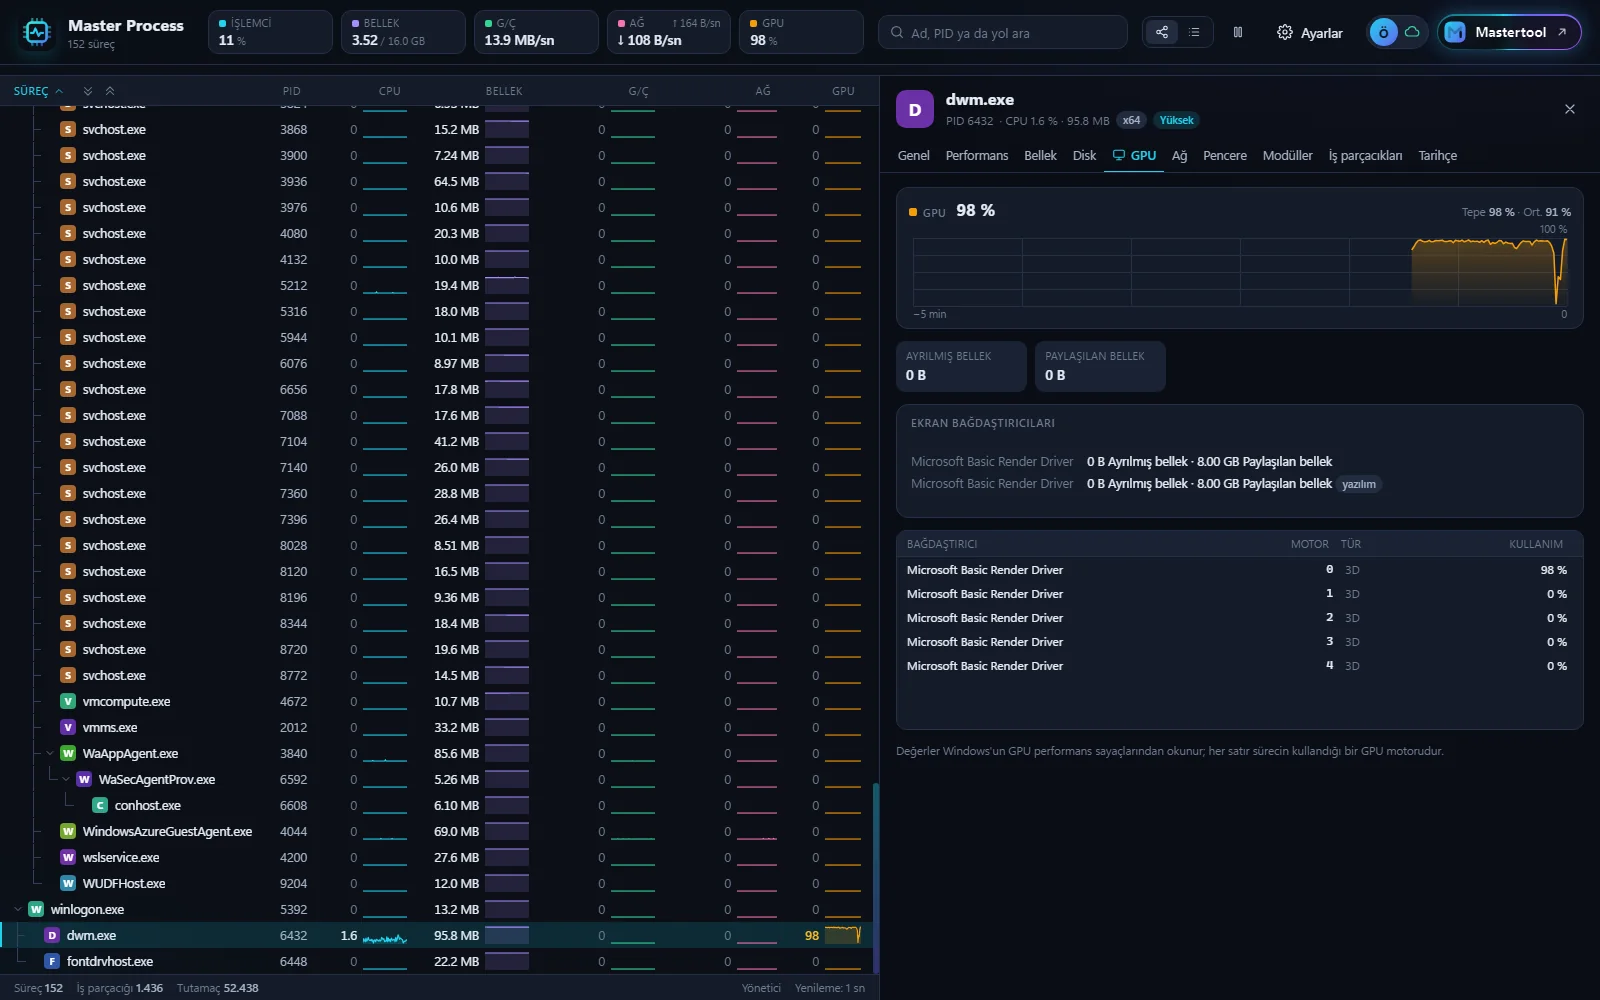 Master Process
152 süreç
İŞLEMCİ
11 %
BELLEK
3.52 / 16.0 GB
G/Ç
13.9 MB/sn
AĞ ↑ 164 B/sn
↓ 108 B/sn
GPU
98 %
Ad, PID ya da yol ara
Ayarlar
ö
Mastertool ↗
SÜREÇ PID CPU BELLEK G/Ç AĞ GPU
S svchost.exe 3868 0 15.2 MB 0 0 0
S svchost.exe 3900 0 7.24 MB 0 0 0
S svchost.exe 3936 0 64.5 MB 0 0 0
S svchost.exe 3976 0 10.6 MB 0 0 0
S svchost.exe 4080 0 20.3 MB 0 0 0
S svchost.exe 4132 0 10.0 MB 0 0 0
S svchost.exe 5212 0 19.4 MB 0 0 0
S svchost.exe 5316 0 18.0 MB 0 0 0
S svchost.exe 5944 0 10.1 MB 0 0 0
S svchost.exe 6076 0 8.97 MB 0 0 0
S svchost.exe 6656 0 17.8 MB 0 0 0
S svchost.exe 7088 0 17.6 MB 0 0 0
S svchost.exe 7104 0 41.2 MB 0 0 0
S svchost.exe 7140 0 26.0 MB 0 0 0
S svchost.exe 7360 0 28.8 MB 0 0 0
S svchost.exe 7396 0 26.4 MB 0 0 0
S svchost.exe 8028 0 8.51 MB 0 0 0
S svchost.exe 8120 0 16.5 MB 0 0 0
S svchost.exe 8196 0 9.36 MB 0 0 0
S svchost.exe 8344 0 18.4 MB 0 0 0
S svchost.exe 8720 0 19.6 MB 0 0 0
S svchost.exe 8772 0 14.5 MB 0 0 0
V vmcompute.exe 4672 0 10.7 MB 0 0 0
V vmms.exe 2012 0 33.2 MB 0 0 0
W WaAppAgent.exe 3840 0 85.6 MB 0 0 0
W WaSecAgentProv.exe 6592 0 5.26 MB 0 0 0
C conhost.exe 6608 0 6.10 MB 0 0 0
W WindowsAzureGuestAgent.exe 4044 0 69.0 MB 0 0 0
W wslservice.exe 4200 0 27.6 MB 0 0 0
W WUDFHost.exe 9204 0 12.0 MB 0 0 0
W winlogon.exe 5392 0 13.2 MB 0 0 0
D dwm.exe 6432 1.6 95.8 MB 0 0 98
F fontdrvhost.exe 6448 0 22.2 MB 0 0 0
Süreç 152 İş parçacığı 1.436 Tutamaç 52.438 Yönetici Yenileme: 1 sn
D
dwm.exe
PID 6432 · CPU 1.6 % · 95.8 MB x64 Yüksek
Genel Performans Bellek Disk GPU Ağ Pencere Modüller İş parçacıkları Tarihçe
GPU 98 % Tepe 98 % · Ort. 91 %
100 %
−5 min 0
AYRILMIŞ BELLEK
0 B
PAYLAŞILAN BELLEK
0 B
EKRAN BAĞDAŞTIRICILARI
Microsoft Basic Render Driver 0 B Ayrılmış bellek · 8.00 GB Paylaşılan bellek
Microsoft Basic Render Driver 0 B Ayrılmış bellek · 8.00 GB Paylaşılan bellek yazılım
BAĞDAŞTIRICI MOTOR TÜR KULLANIM
Microsoft Basic Render Driver 0 3D 98 %
Microsoft Basic Render Driver 1 3D 0 %
Microsoft Basic Render Driver 2 3D 0 %
Microsoft Basic Render Driver 3 3D 0 %
Microsoft Basic Render Driver 4 3D 0 %
Değerler Windows'un GPU performans sayaçlarından okunur; her satır sürecin kullandığı bir GPU motorudur.